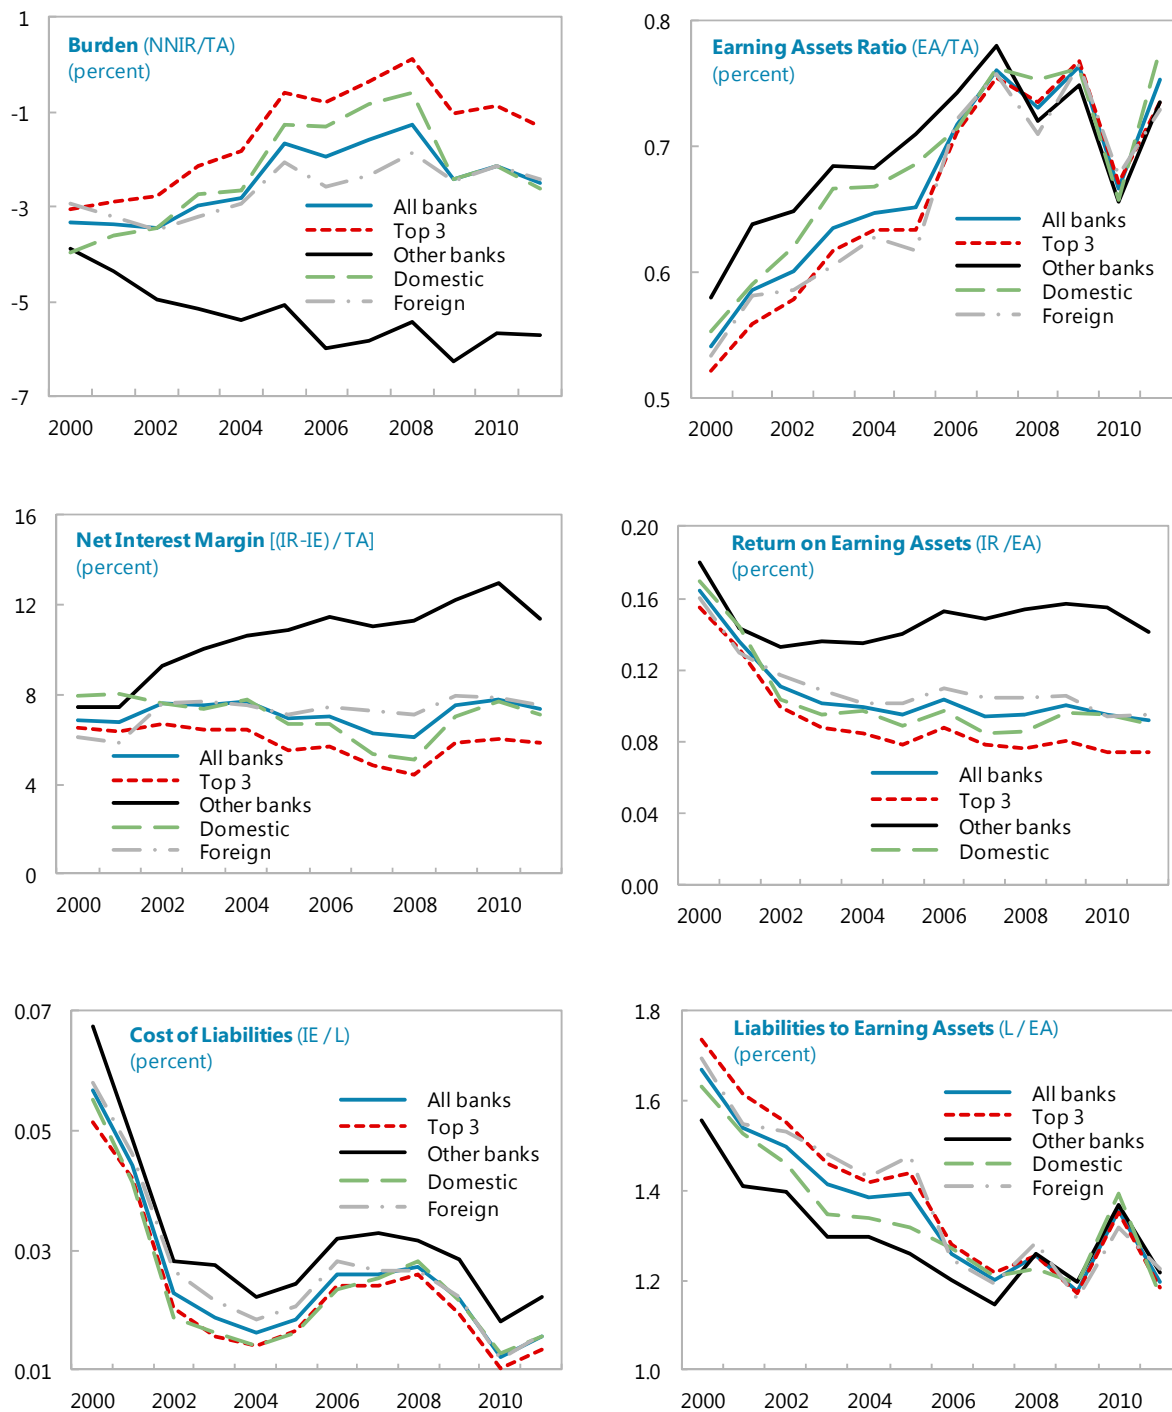 Burden (NNIR/TA)
(percent)
1
-1
-3
-5
-7
All banks
Top 3
Other banks
Domestic
Foreign
2000 2002 2004 2006 2008 2010
Earning Assets Ratio (EA/TA)
(percent)
0.8
0.7
0.6
0.5
All banks
Top 3
Other banks
Domestic
Foreign
2000 2002 2004 2006 2008 2010
Net Interest Margin [(IR-IE) / TA]
(percent)
16
12
8
4
0
All banks
Top 3
Other banks
Domestic
Foreign
2000 2002 2004 2006 2008 2010
Return on Earning Assets (IR /EA)
(percent)
0.20
0.16
0.12
0.08
0.04
0.00
All banks
Top 3
Other banks
Domestic
2000 2002 2004 2006 2008 2010
Cost of Liabilities (IE / L)
(percent)
0.07
0.05
0.03
0.01
All banks
Top 3
Other banks
Domestic
Foreign
2000 2002 2004 2006 2008 2010
Liabilities to Earning Assets (L / EA)
(percent)
1.8
1.6
1.4
1.2
1.0
All banks
Top 3
Other banks
Domestic
Foreign
2000 2002 2004 2006 2008 2010